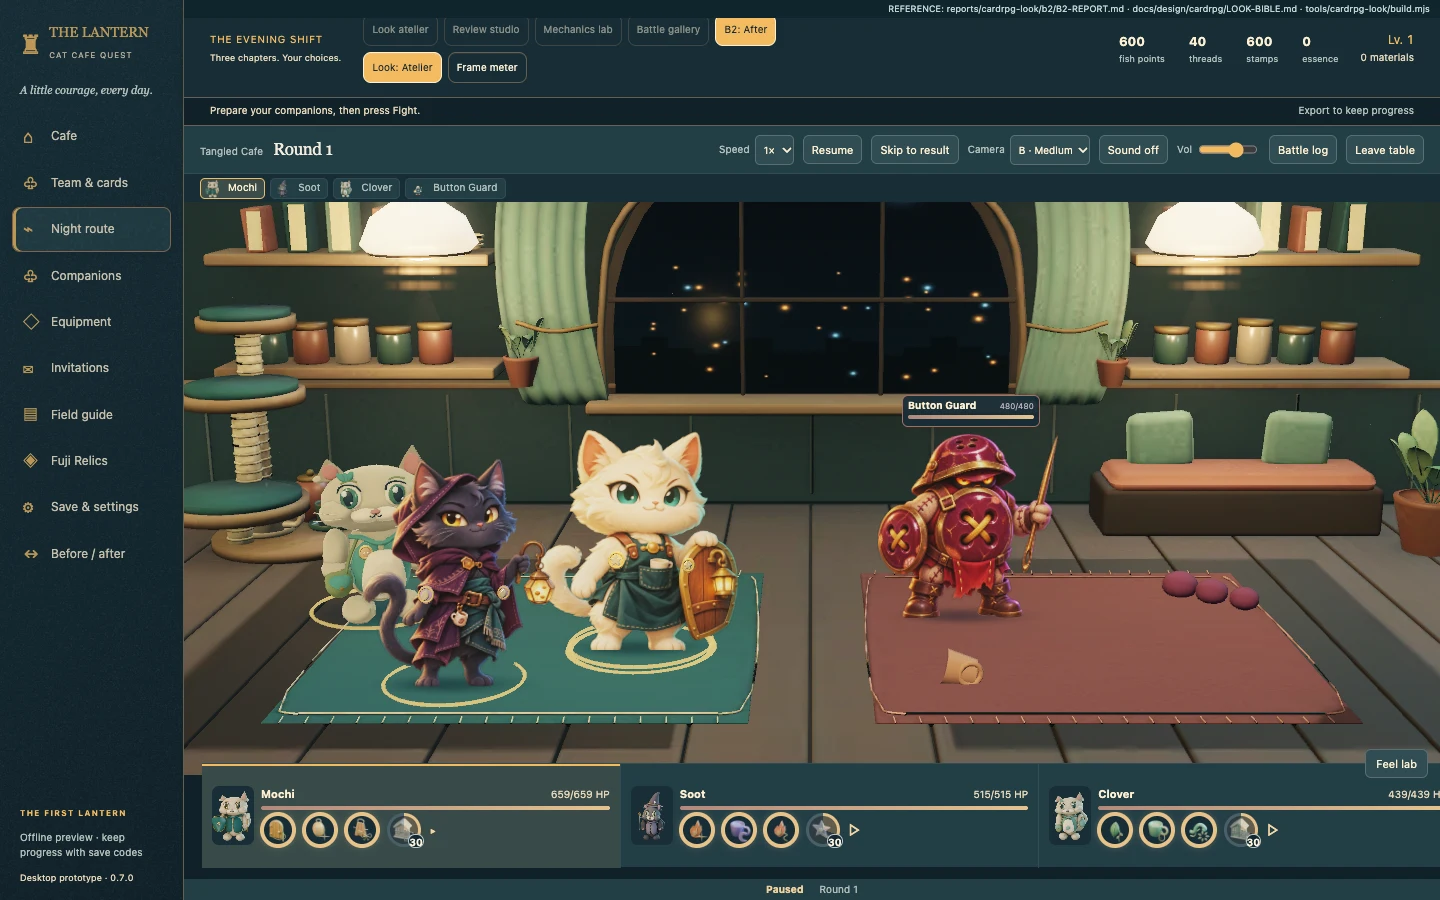 REFERENCE: reports/cardrpg-look/b2/B2-REPORT.md · docs/design/cardrpg/LOOK-BIBLE.md · tools/cardrpg-look/build.mjs
THE LANTERN
CAT CAFE QUEST
A little courage, every day.
Cafe
Team & cards
Night route
Companions
Equipment
Invitations
Field guide
Fuji Relics
Save & settings
Before / after
THE FIRST LANTERN
Offline preview · keep
progress with save codes
Desktop prototype · 0.7.0
THE EVENING SHIFT
Three chapters. Your choices.
Look atelier
Review studio
Mechanics lab
Battle gallery
B2: After
Look: Atelier
Frame meter
600
fish points
40
threads
600
stamps
0
essence
Lv. 1
0 materials
Prepare your companions, then press Fight.
Export to keep progress
Tangled Cafe
Round 1
Speed
1×
Resume
Skip to result
Camera
B · Medium
Sound off
Vol
Battle log
Leave table
Mochi
Soot
Clover
Button Guard
Button Guard 480/480
Feel lab
Mochi 659/659 HP
30
Soot 515/515 HP
30
Clover 439/439 H
30
Paused Round 1